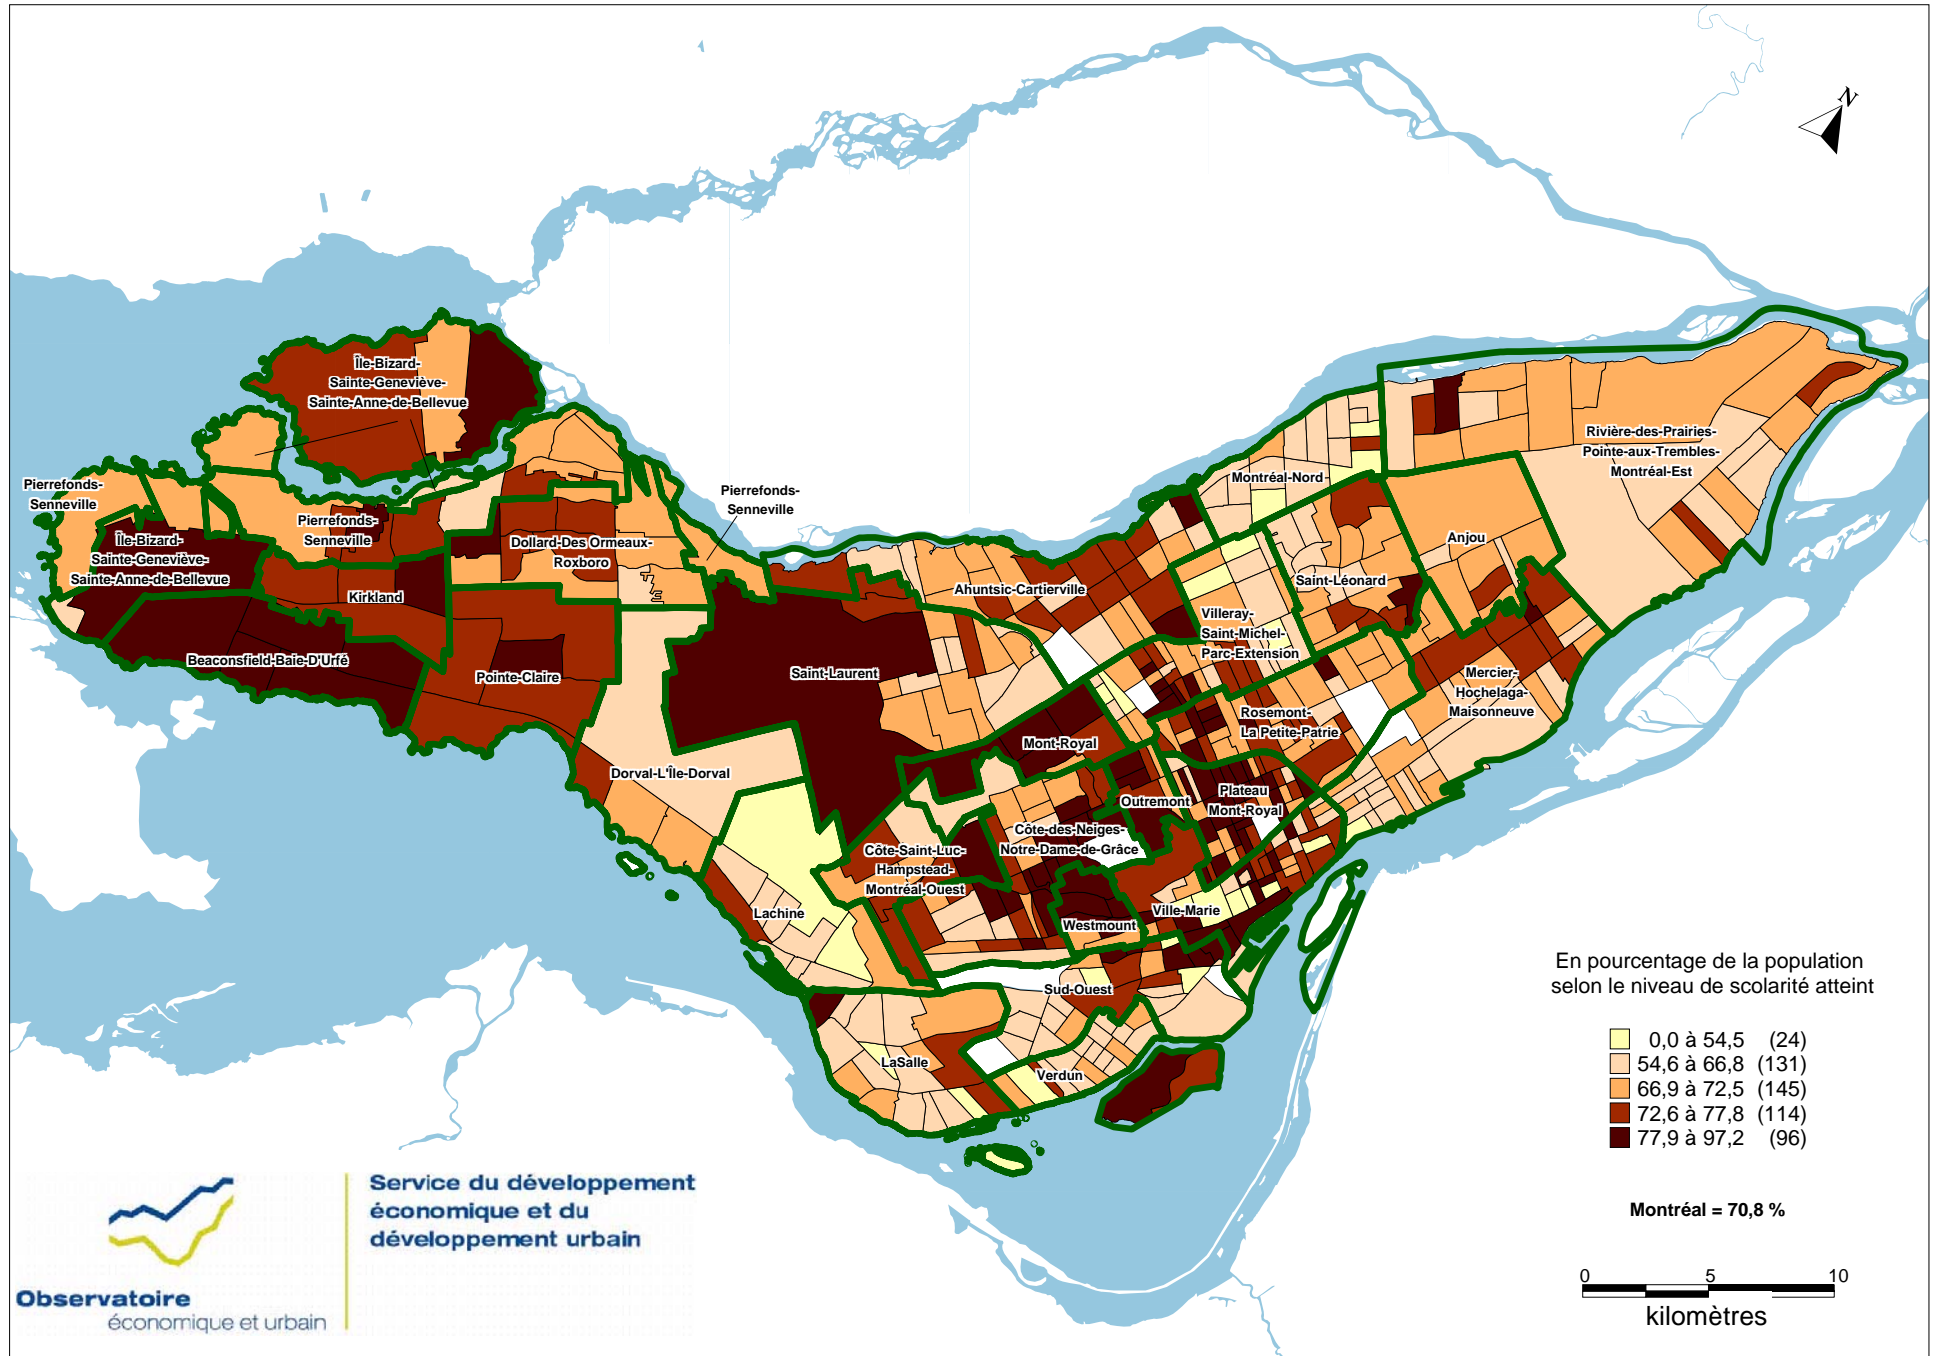 N
Île-Bizard-
Sainte-Geneviève-
Sainte-Anne-de-Bellevue
Pierrefonds-
Senneville
Île-Bizard-
Sainte-Geneviève-
Sainte-Anne-de-Bellevue
Pierrefonds-
Senneville
Kirkland
Dollard-Des Ormeaux-
Roxboro
Pierrefonds-
Senneville
Beaconsfield-Baie-D'Urfé
Pointe-Claire
Dorval-L'Île-Dorval
Saint-Laurent
Ahuntsic-Cartierville
Montréal-Nord
Rivière-des-Prairies-
Pointe-aux-Trembles-
Montréal-Est
Anjou
Saint-Léonard
Villeray-
Saint-Michel-
Parc-Extension
Mercier-
Hochelaga-
Maisonneuve
Rosemont-
La Petite-Patrie
Mont-Royal
Outremont
Plateau
Mont-Royal
Côte-des-Neiges-
Notre-Dame-de-Grâce
Côte-Saint-Luc-
Hampstead-
Montréal-Ouest
Lachine
Westmount
Ville-Marie
Sud-Ouest
LaSalle
Verdun
En pourcentage de la population
selon le niveau de scolarité atteint
0,0 à 54,5 (24)
54,6 à 66,8 (131)
66,9 à 72,5 (145)
72,6 à 77,8 (114)
77,9 à 97,2 (96)
Montréal = 70,8 %
0 5 10
kilomètres
Service du développement
économique et du
développement urbain
Observatoire
économique et urbain